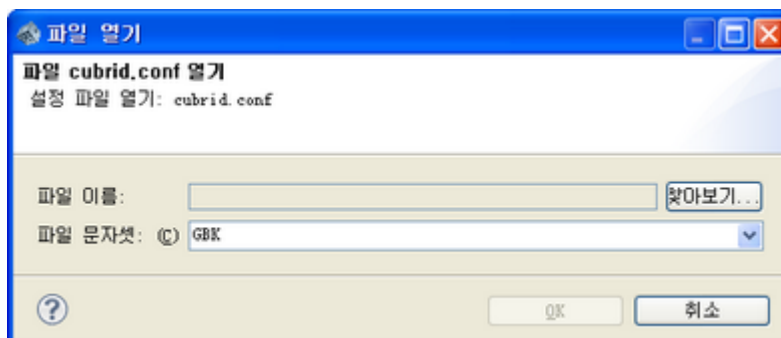 파일 열기
파일 cubrid.conf 열기
설정 파일 열기: cubrid.conf
파일 이름: 찾아보기...
파일 문자셋: (C) GBK
OK 취소